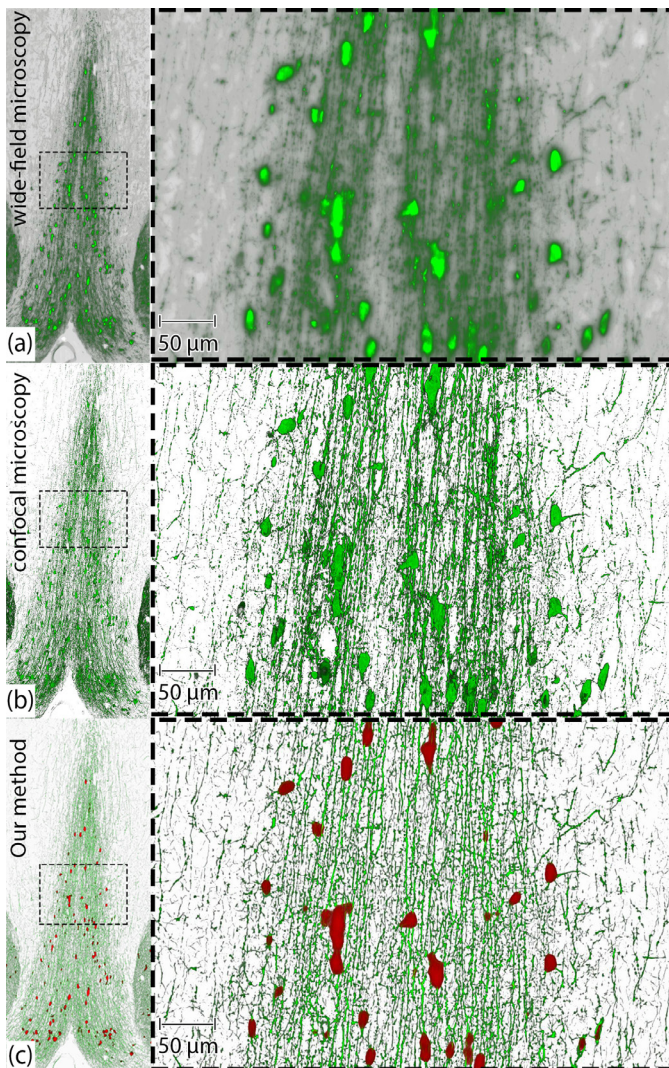 wide-field microscopy
(a)
50 μm
confocal microscopy
(b)
50 μm
Our method
(c)
50 μm